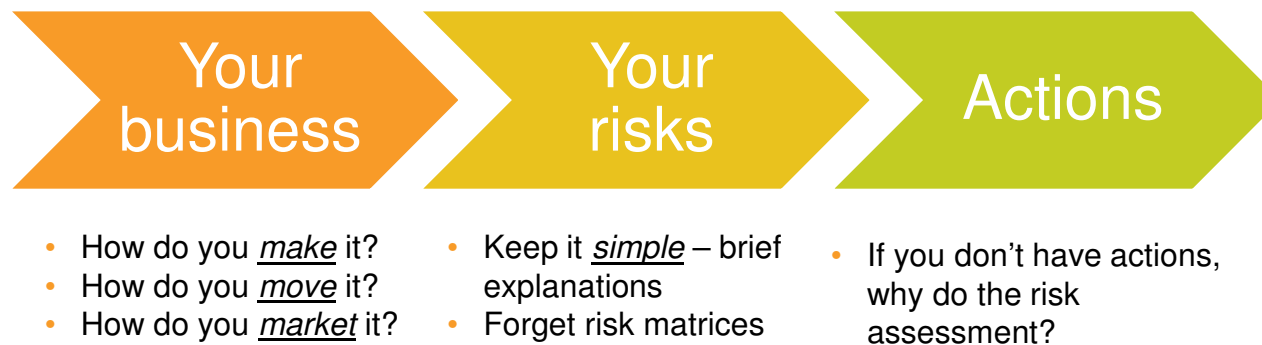 Your
business
Your
risks
Actions
• How do you make it?
• How do you move it?
• How do you market it?
• Keep it simple – brief
explanations
• Forget risk matrices
• If you don’t have actions,
why do the risk
assessment?